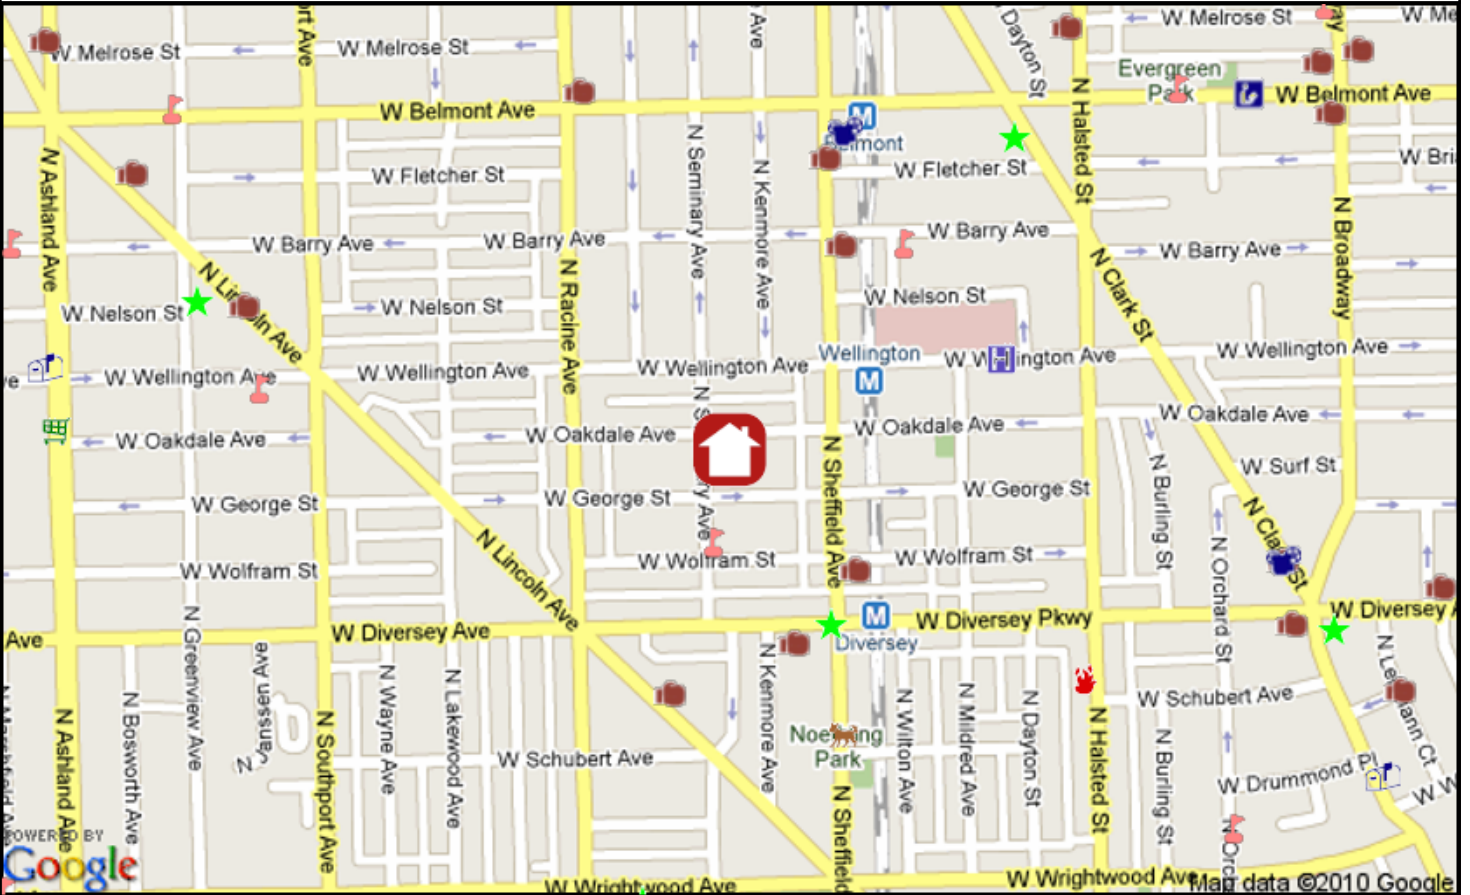 W Melrose St
W Melrose St
W Melrose St
W Me
N Dayton St
Evergreen
Park
W Belmont Ave
W Belmont Ave
M
W Fletcher St
W Fletcher St
W Bri
N Ashland Ave
N Seminary Ave
N Kenmore Ave
N Halsted St
N Broadway
W Barry Ave
W Barry Ave
W Barry Ave
W Barry Ave
N Racine Ave
N Clark St
W Nelson St
W Nelson St
W Nelson St
Wellington
M
H
W Wellington Ave
W Wellington Ave
W Wellington Ave
W Wellington Ave
W Oakdale Ave
W Oakdale Ave
W Oakdale Ave
W Oakdale Ave
W Surf St
N Sheffield Ave
N Burling St
W George St
W George St
W George St
N Lincoln Ave
N Orchard St
W Wolfram St
W Wolfram St
W Wolfram St
M
Diversey
Ave
W Diversey Ave
W Diversey Pkwy
W Diversey A
N Greenview Ave
N Janssen Ave
N Wayne Ave
N Lakewood Ave
N Kenmore Ave
W Schubert Ave
W Schubert Ave
N Ashland Ave
N Bosworth Ave
N Southport Ave
Park
N Wilton Ave
N Mildred Ave
N Dayton St
N Halsted St
N Burling St
W Drummond Pl
N Sheffield
POWERED BY
Google
W Wrightwood Ave
W Wrightwood Ave
Map data ©2010 Google